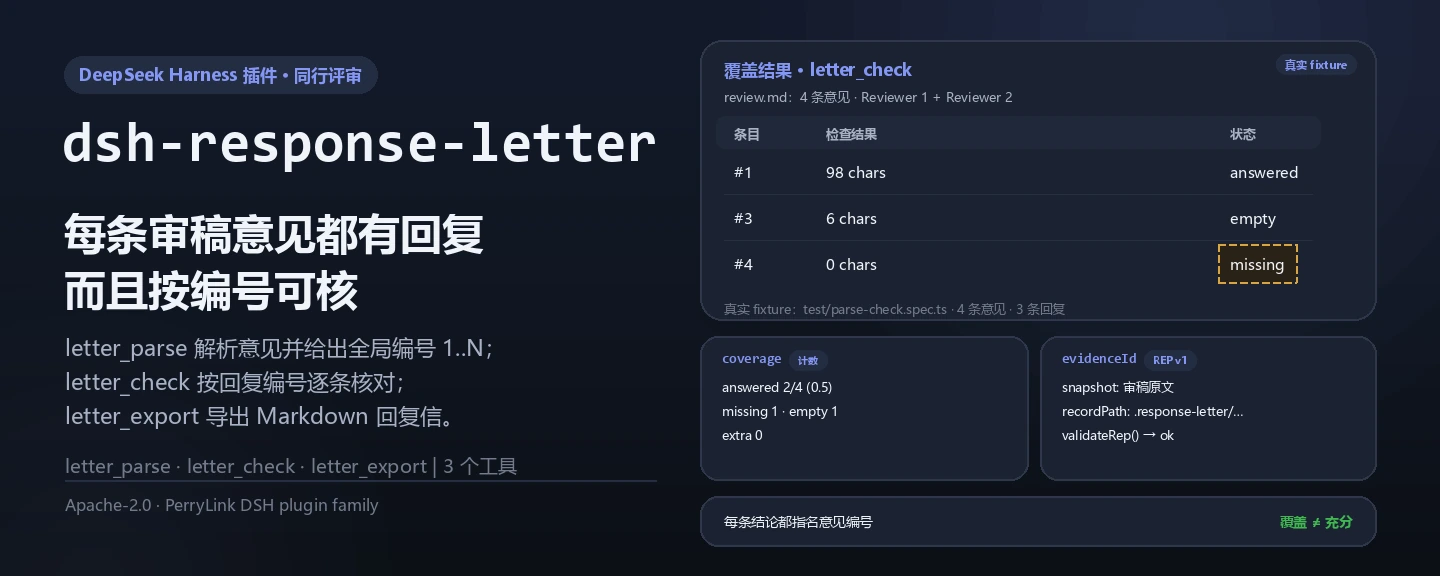 DeepSeek Harness 插件 · 同行评审
dsh-response-letter
每条审稿意见都有回复
而且按编号可核
letter_parse 解析意见并给出全局编号 1..N；
letter_check 按回复编号逐条核对；
letter_export 导出 Markdown 回复信。
letter_parse · letter_check · letter_export | 3 个工具
Apache-2.0 · PerryLink DSH plugin family
覆盖结果 · letter_check
真实 fixture
review.md：4 条意见 · Reviewer 1 + Reviewer 2
条目 检查结果 状态
#1 98 chars answered
#3 6 chars empty
#4 0 chars missing
真实 fixture：test/parse-check.spec.ts · 4 条意见 · 3 条回复
coverage 计数
answered 2/4 (0.5)
missing 1 · empty 1
extra 0
evidenceId REP v1
snapshot: 审稿原文
recordPath: .response-letter/…
validateRep() → ok
每条结论都指名意见编号
覆盖 ≠ 充分